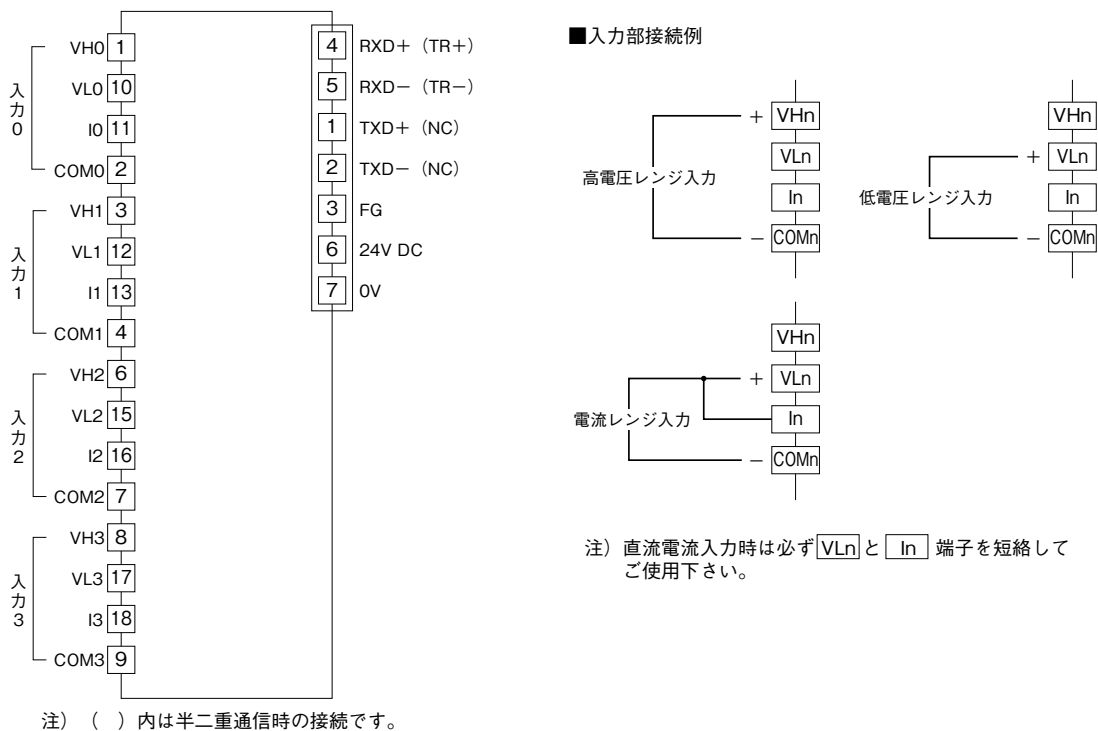 入力0
VH0 1
VL0 10
I0 11
COM0 2
入力1
VH1 3
VL1 12
I1 13
COM1 4
入力2
VH2 6
VL2 15
I2 16
COM2 7
入力3
VH3 8
VL3 17
I3 18
COM3 9
4 RXD+（TR+）
5 RXD−（TR−）
1 TXD+（NC）
2 TXD−（NC）
3 FG
6 24V DC
7 0V
注）（　）内は半二重通信時の接続です。
■入力部接続例
高電圧レンジ入力
+ VHn
VLn
In
− COMn
低電圧レンジ入力
VHn
+ VLn
In
− COMn
電流レンジ入力
VHn
+ VLn
In
− COMn
注）直流電流入力時は必ず VLn と In 端子を短絡して
ご使用下さい。